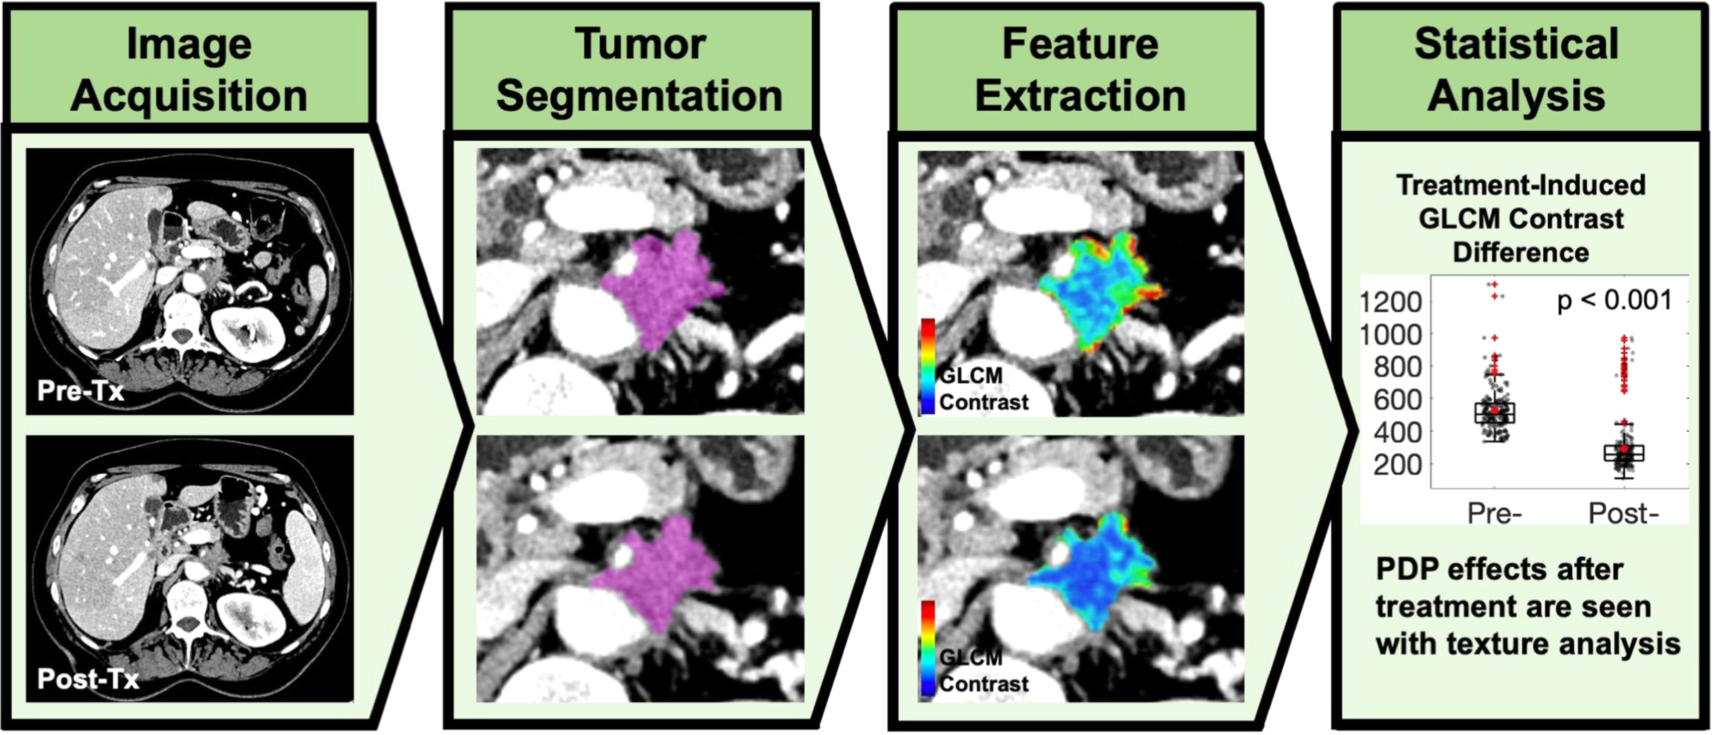 Image
Acquisition
Pre-Tx
Post-Tx
Tumor
Segmentation
Feature
Extraction
GLCM
Contrast
GLCM
Contrast
Statistical
Analysis
Treatment-Induced
GLCM Contrast
Difference
p < 0.001
1200
1000
800
600
400
200
Pre- Post-
PDP effects after
treatment are seen
with texture analysis